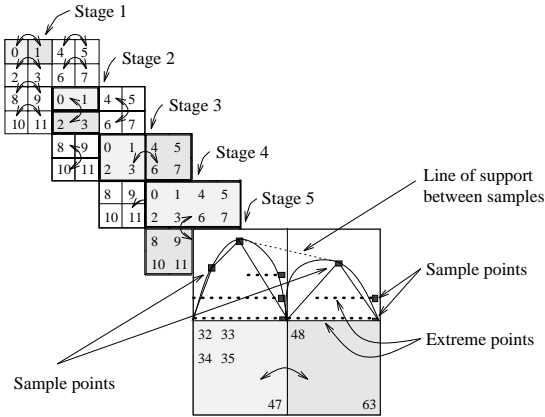 Stage 1
0 1 4 5
Stage 2
2 3 6 7
8 9 0 1 4 5
Stage 3
10 11 2 3 6 7
8 9 0 1 4 5
Stage 4
10 11 2 3 6 7
8 9 0 1 4 5
Stage 5
10 11 2 3 6 7
8 9
10 11
Line of support
between samples
Sample points
Extreme points
32 33 48
34 35
Sample points
47 63